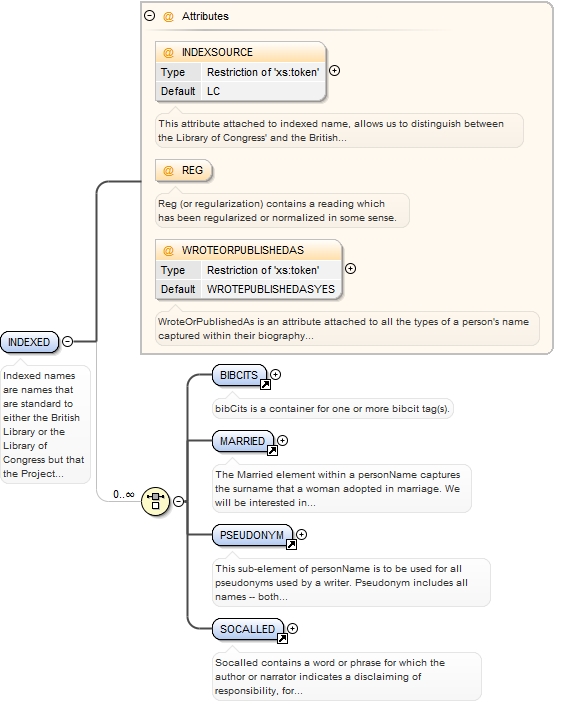 @ Attributes
@ INDEXSOURCE
Type Restriction of 'xs:token'
Default LC
This attribute attached to indexed name, allows us to distinguish between
the Library of Congress' and the British...
@ REG
Reg (or regularization) contains a reading which
has been regularized or normalized in some sense.
@ WROTEORPUBLISHEDAS
Type Restriction of 'xs:token'
Default WROTEPUBLISHEDASYES
WroteOrPublishedAs is an attribute attached to all the types of a person's name
captured within their biography...
INDEXED
Indexed names
are names that
are standard to
either the British
Library or the
Library of
Congress but that
the Project...
0..∞
BIBCITS
bibCits is a container for one or more bibcit tag(s).
MARRIED
The Married element within a personName captures
the surname that a woman adopted in marriage. We
will be interested in...
PSEUDONYM
This sub-element of personName is to be used for all
pseudonyms used by a writer. Pseudonym includes all
names -- both...
SOCALLED
Socalled contains a word or phrase for which the
author or narrator indicates a disclaiming of
responsibility, for...